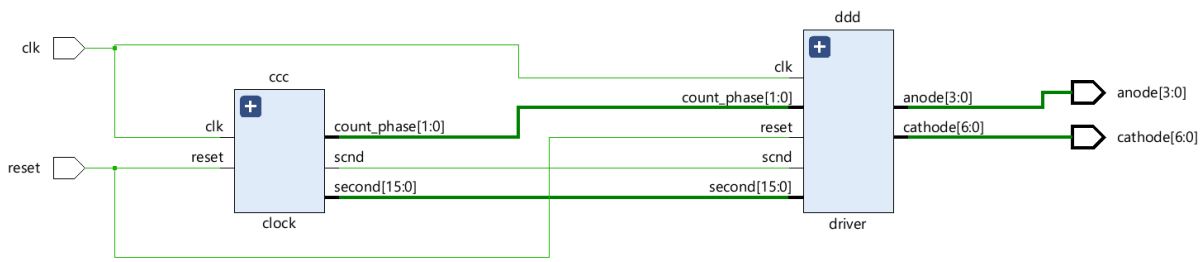 ddd
clk
ccc
clk
count_phase[1:0]
anode[3:0]
anode[3:0]
clk
count_phase[1:0]
reset
cathode[6:0]
cathode[6:0]
reset
reset
scnd
scnd
second[15:0]
second[15:0]
clock
driver